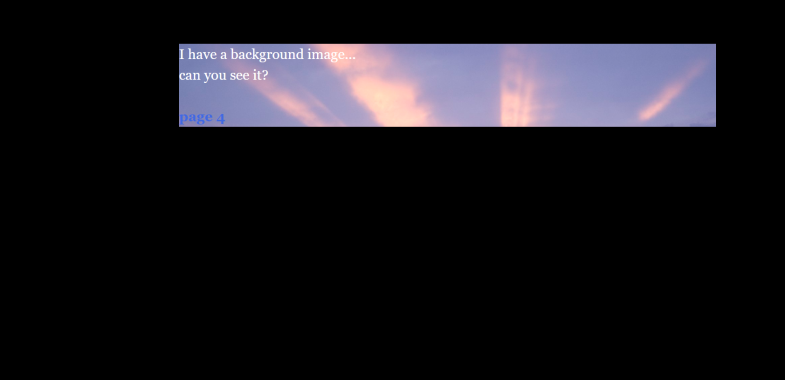 I have a background image...
can you see it?
page 4